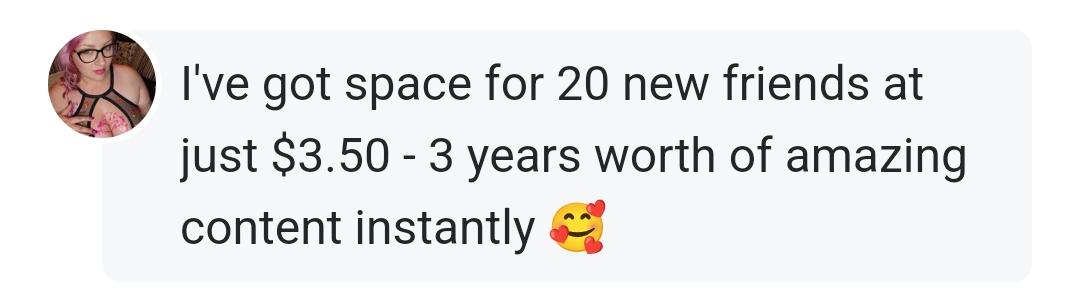 I've got space for 20 new friends at
just $3.50 - 3 years worth of amazing
content instantly 🥰